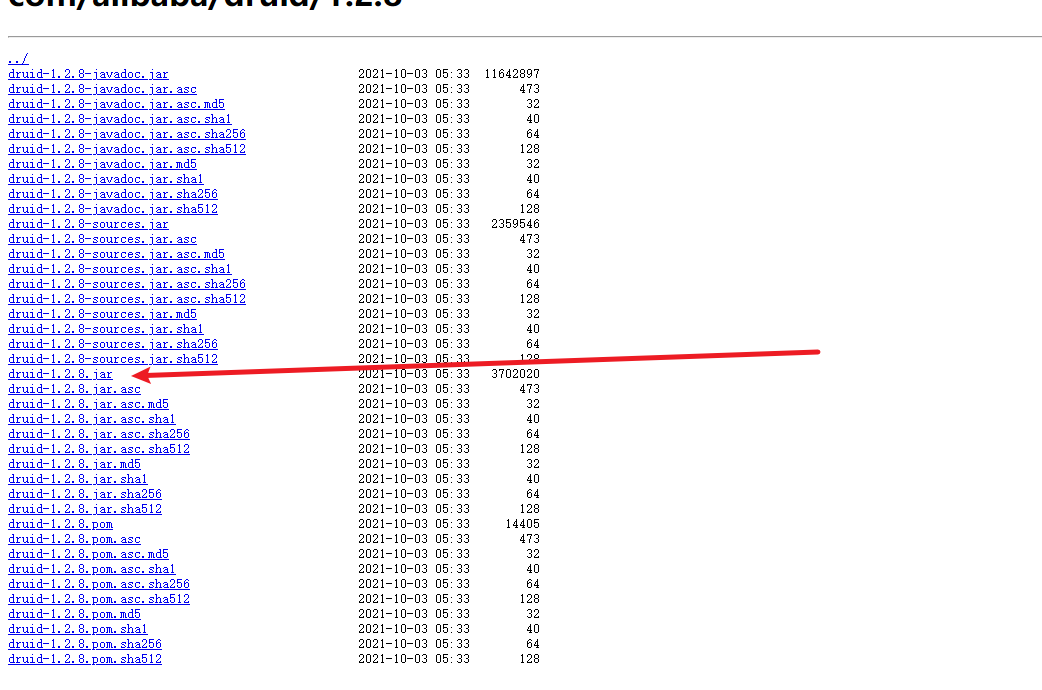 com/alibaba/druid/1.2.8
../
druid-1.2.8-javadoc.jar 2021-10-03 05:33 11642897
druid-1.2.8-javadoc.jar.asc 2021-10-03 05:33 473
druid-1.2.8-javadoc.jar.asc.md5 2021-10-03 05:33 32
druid-1.2.8-javadoc.jar.asc.sha1 2021-10-03 05:33 40
druid-1.2.8-javadoc.jar.asc.sha256 2021-10-03 05:33 64
druid-1.2.8-javadoc.jar.asc.sha512 2021-10-03 05:33 128
druid-1.2.8-javadoc.jar.md5 2021-10-03 05:33 32
druid-1.2.8-javadoc.jar.sha1 2021-10-03 05:33 40
druid-1.2.8-javadoc.jar.sha256 2021-10-03 05:33 64
druid-1.2.8-javadoc.jar.sha512 2021-10-03 05:33 128
druid-1.2.8-sources.jar 2021-10-03 05:33 2359546
druid-1.2.8-sources.jar.asc 2021-10-03 05:33 473
druid-1.2.8-sources.jar.asc.md5 2021-10-03 05:33 32
druid-1.2.8-sources.jar.asc.sha1 2021-10-03 05:33 40
druid-1.2.8-sources.jar.asc.sha256 2021-10-03 05:33 64
druid-1.2.8-sources.jar.asc.sha512 2021-10-03 05:33 128
druid-1.2.8-sources.jar.md5 2021-10-03 05:33 32
druid-1.2.8-sources.jar.sha1 2021-10-03 05:33 40
druid-1.2.8-sources.jar.sha256 2021-10-03 05:33 64
druid-1.2.8-sources.jar.sha512 2021-10-03 05:33 128
druid-1.2.8.jar 2021-10-03 05:33 3702020
druid-1.2.8.jar.asc 2021-10-03 05:33 473
druid-1.2.8.jar.asc.md5 2021-10-03 05:33 32
druid-1.2.8.jar.asc.sha1 2021-10-03 05:33 40
druid-1.2.8.jar.asc.sha256 2021-10-03 05:33 64
druid-1.2.8.jar.asc.sha512 2021-10-03 05:33 128
druid-1.2.8.jar.md5 2021-10-03 05:33 32
druid-1.2.8.jar.sha1 2021-10-03 05:33 40
druid-1.2.8.jar.sha256 2021-10-03 05:33 64
druid-1.2.8.jar.sha512 2021-10-03 05:33 128
druid-1.2.8.pom 2021-10-03 05:33 14405
druid-1.2.8.pom.asc 2021-10-03 05:33 473
druid-1.2.8.pom.asc.md5 2021-10-03 05:33 32
druid-1.2.8.pom.asc.sha1 2021-10-03 05:33 40
druid-1.2.8.pom.asc.sha256 2021-10-03 05:33 64
druid-1.2.8.pom.asc.sha512 2021-10-03 05:33 128
druid-1.2.8.pom.md5 2021-10-03 05:33 32
druid-1.2.8.pom.sha1 2021-10-03 05:33 40
druid-1.2.8.pom.sha256 2021-10-03 05:33 64
druid-1.2.8.pom.sha512 2021-10-03 05:33 128